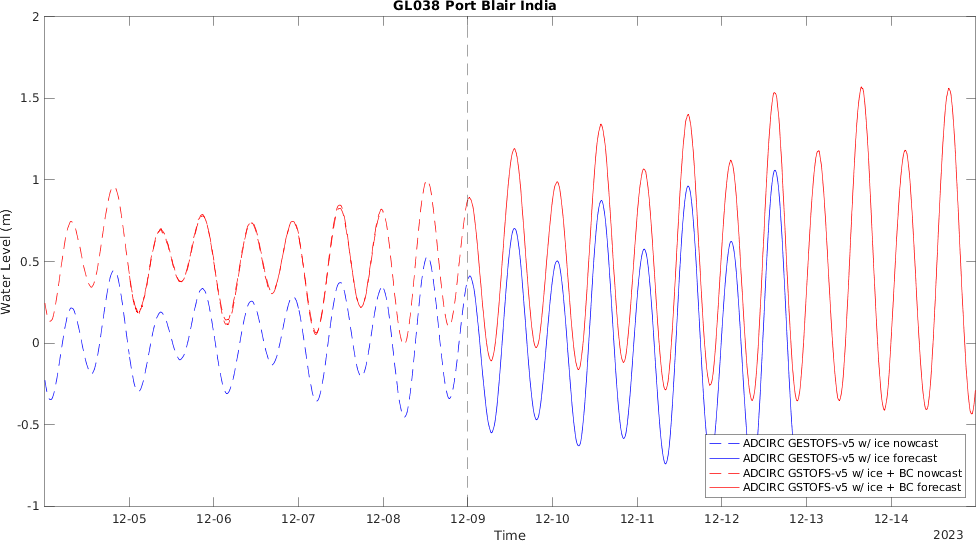 GL038 Port Blair India
2
1.5
1
0.5
0
-0.5
-1
Water Level (m)
12-05 12-06 12-07 12-08 12-09 12-10 12-11 12-12 12-13 12-14
Time
2023
ADCIRC GESTOFS-v5 w/ ice nowcast
ADCIRC GESTOFS-v5 w/ ice forecast
ADCIRC GSTOFS-v5 w/ ice + BC nowcast
ADCIRC GSTOFS-v5 w/ ice + BC forecast